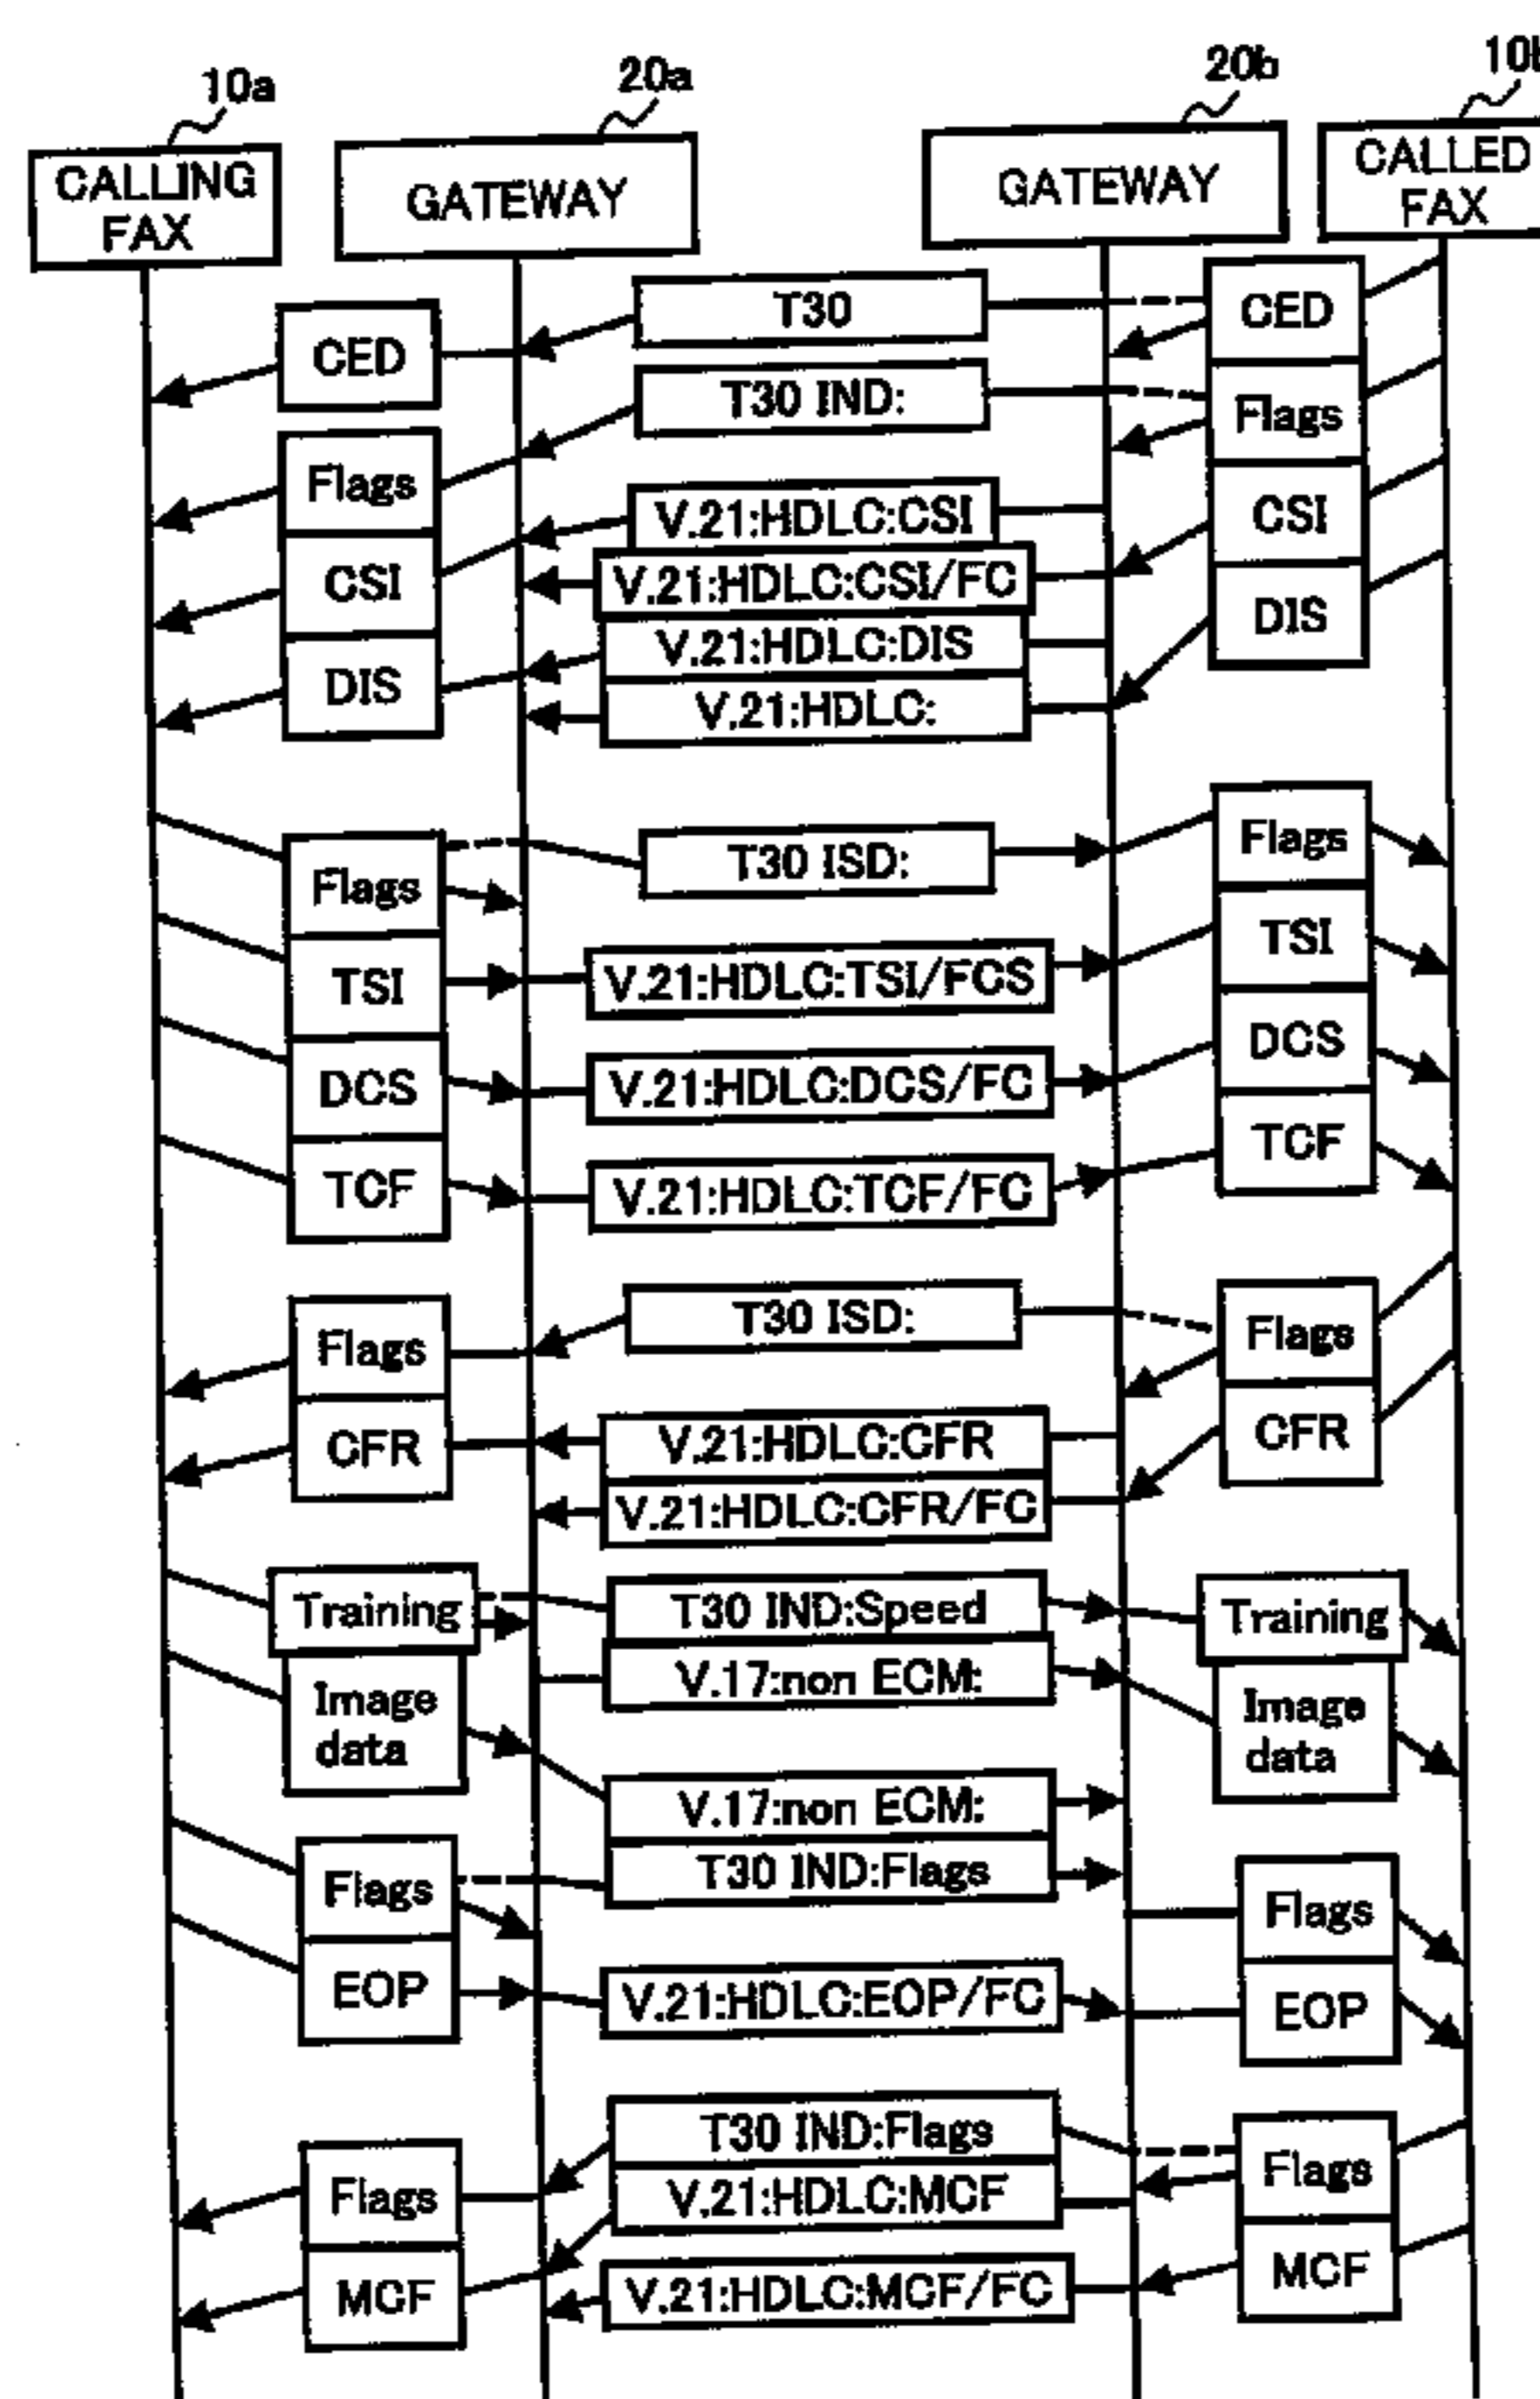 10a
20a
20b
10b
CALLING
FAX
GATEWAY
GATEWAY
CALLED
FAX
T30
CED
CED
T30 IND:
Flags
Flags
V.21:HDLC:CSI
CSI
CSI
V.21:HDLC:CSI/FC
V.21:HDLC:DIS
DIS
DIS
V.21:HDLC:
Flags
T30 ISD:
Flags
TSI
V.21:HDLC:TSI/FCS
TSI
DCS
V.21:HDLC:DCS/FC
DCS
TCF
V.21:HDLC:TCF/FC
TCF
Flags
T30 ISD:
Flags
CFR
V.21:HDLC:CFR
CFR
V.21:HDLC:CFR/FC
Training
T30 IND:Speed
Training
V.17:non ECM:
Image
data
Image
data
V.17:non ECM:
Flags
T30 IND:Flags
Flags
EOP
V.21:HDLC:EOP/FC
EOP
T30 IND:Flags
Flags
Flags
V.21:HDLC:MCF
MCF
V.21:HDLC:MCF/FC
MCF